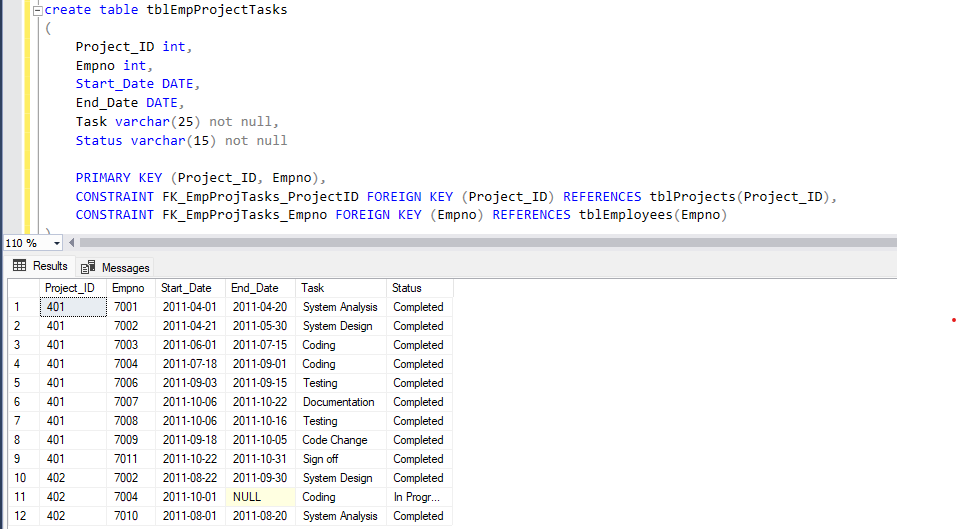 create table tblEmpProjectTasks
(
Project_ID int,
Empno int,
Start_Date DATE,
End_Date DATE,
Task varchar(25) not null,
Status varchar(15) not null
PRIMARY KEY (Project_ID, Empno),
CONSTRAINT FK_EmpProjTasks_ProjectID FOREIGN KEY (Project_ID) REFERENCES tblProjects(Project_ID),
CONSTRAINT FK_EmpProjTasks_Empno FOREIGN KEY (Empno) REFERENCES tblEmployees(Empno)
)
110 %
Results Messages
Project_ID Empno Start_Date End_Date Task Status
1 401 7001 2011-04-01 2011-04-20 System Analysis Completed
2 401 7002 2011-04-21 2011-05-30 System Design Completed
3 401 7003 2011-06-01 2011-07-15 Coding Completed
4 401 7004 2011-07-18 2011-09-01 Coding Completed
5 401 7006 2011-09-03 2011-09-15 Testing Completed
6 401 7007 2011-10-06 2011-10-22 Documentation Completed
7 401 7008 2011-10-06 2011-10-16 Testing Completed
8 401 7009 2011-09-18 2011-10-05 Code Change Completed
9 401 7011 2011-10-22 2011-10-31 Sign off Completed
10 402 7002 2011-08-22 2011-09-30 System Design Completed
11 402 7004 2011-10-01 NULL Coding In Progr...
12 402 7010 2011-08-01 2011-08-20 System Analysis Completed